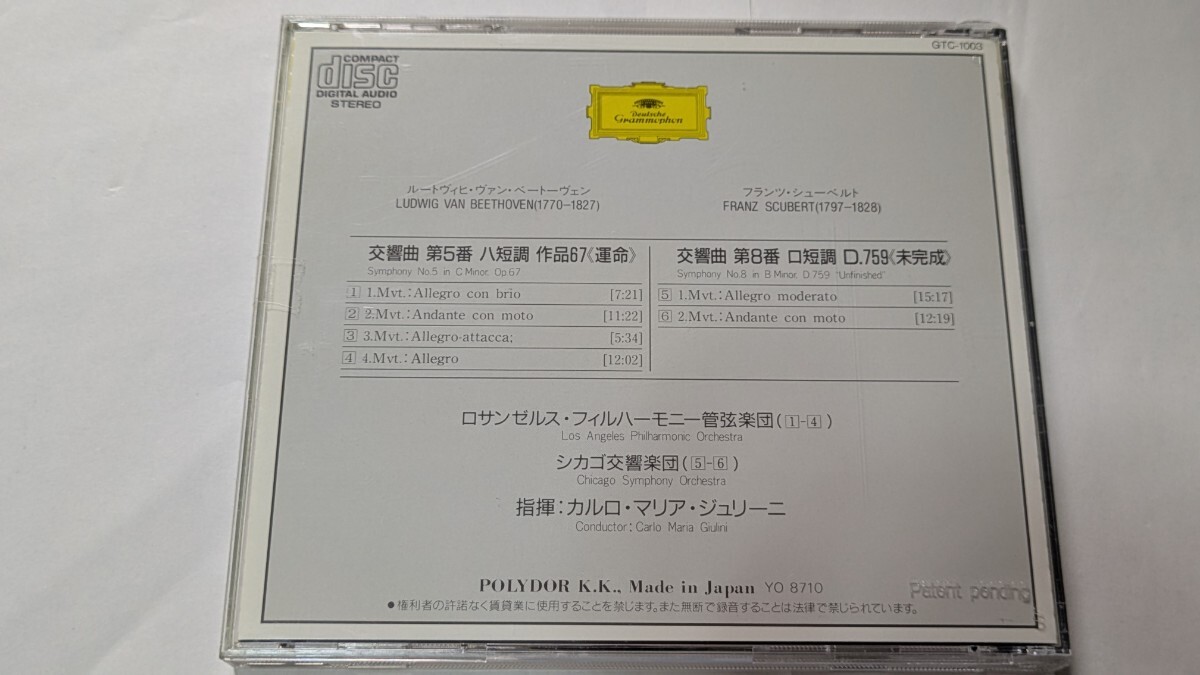 GTC-1003
COMPACT
disc
DIGITAL AUDIO
STEREO
Deutsche
Grammophon
ルートヴィヒ・ヴァン・ベートーヴェン
LUDWIG VAN BEETHOVEN(1770-1827)
交響曲 第5番 ハ短調 作品67《運命》
Symphony No.5 in C Minor. Op.67
1 1.Mvt.:Allegro con brio [7:21]
2 2.Mvt.:Andante con moto [11:22]
3 3.Mvt.:Allegro-attacca; [5:34]
4 4.Mvt.:Allegro [12:02]
フランツ・シューベルト
FRANZ SCUBERT(1797-1828)
交響曲 第8番 ロ短調 D.759《未完成》
Symphony No.8 in B Minor. D.759 "Unfinished"
5 1.Mvt.:Allegro moderato [15:17]
6 2.Mvt.:Andante con moto [12:19]
ロサンゼルス・フィルハーモニー管弦楽団(1-4)
Los Angeles Philharmonic Orchestra
シカゴ交響楽団(5-6)
Chicago Symphony Orchestra
指揮:カルロ・マリア・ジュリーニ
Conductor: Carlo Maria Giulini
POLYDOR K.K., Made in Japan YO 8710
Patent pending
●権利者の許諾なく賃貸業に使用することを禁じます。また無断で録音することは法律で禁じられています。